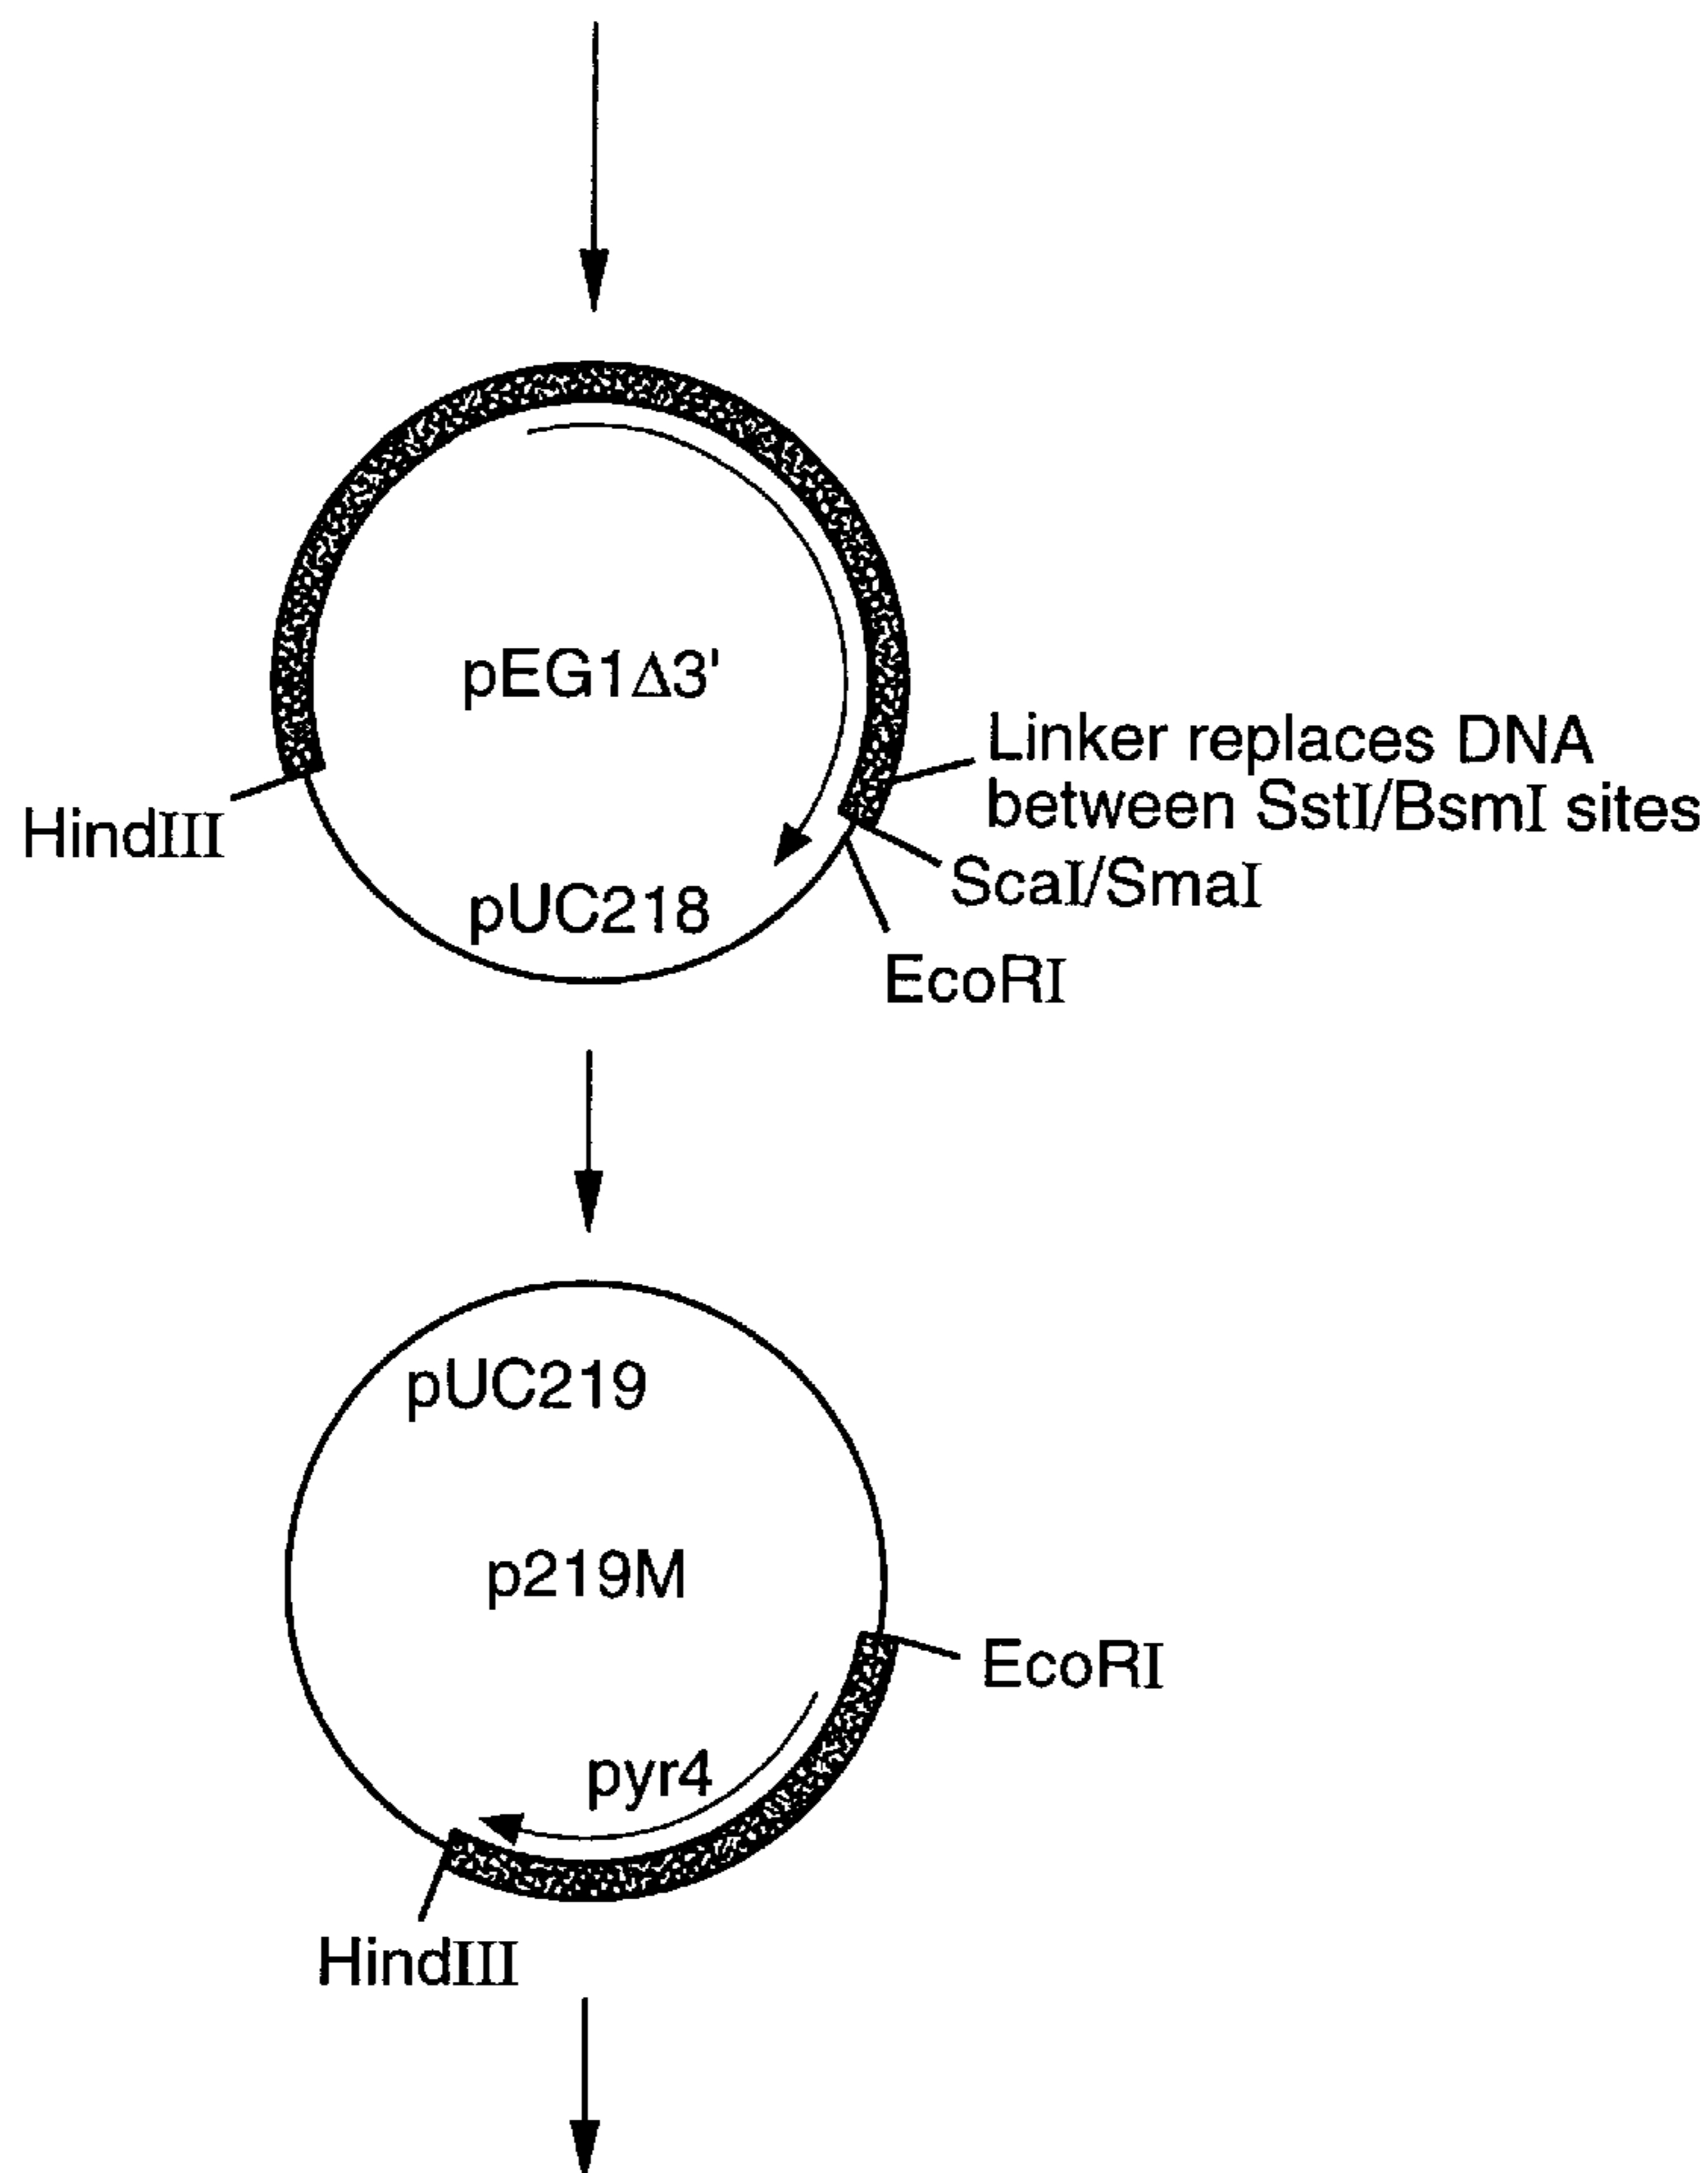 pEG1Δ3'
Linker replaces DNA
between SstI/BsmI sites
HindIII
ScaI/SmaI
pUC218
EcoRI
pUC219
p219M
EcoRI
pyr4
HindIII